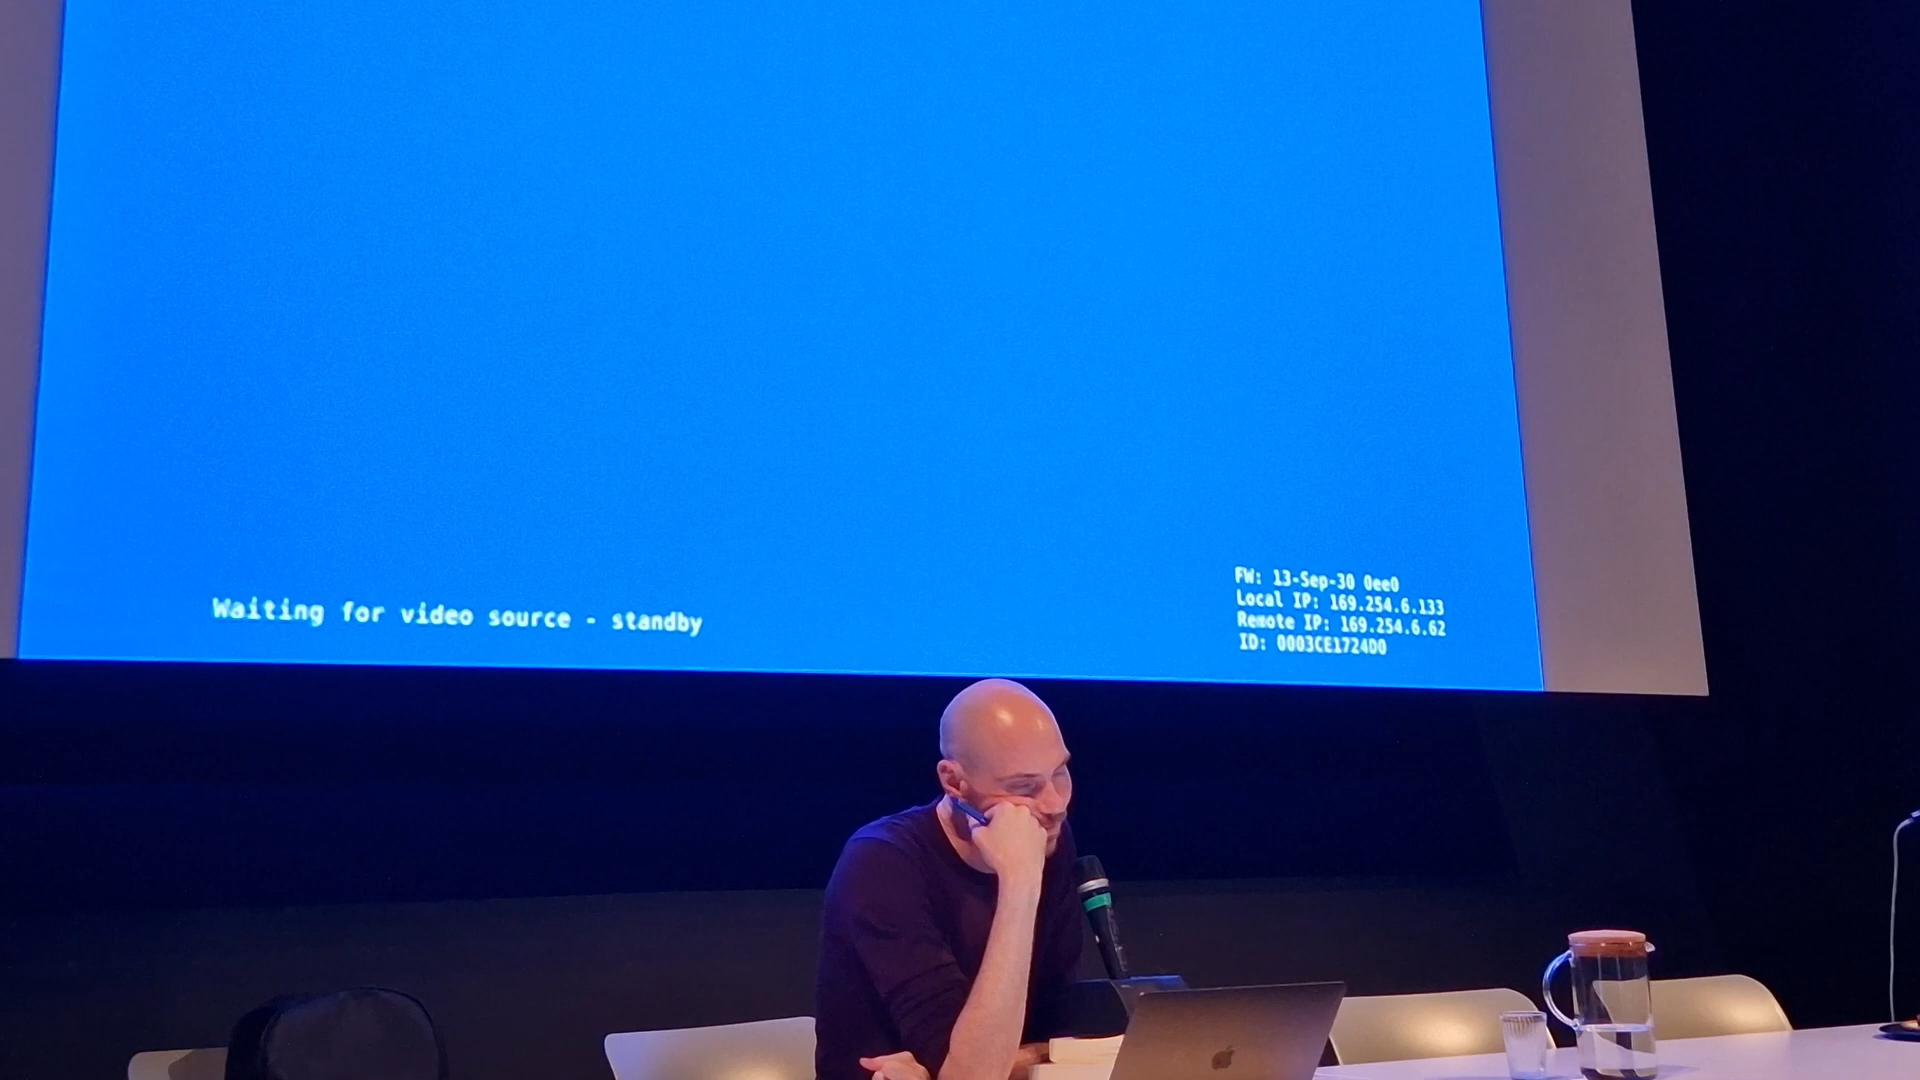 Waiting for video source - standby
FW: 13-Sep-30 0ee0
Local IP: 169.254.6.133
Remote IP: 169.254.6.62
ID: 0003CE1724D0